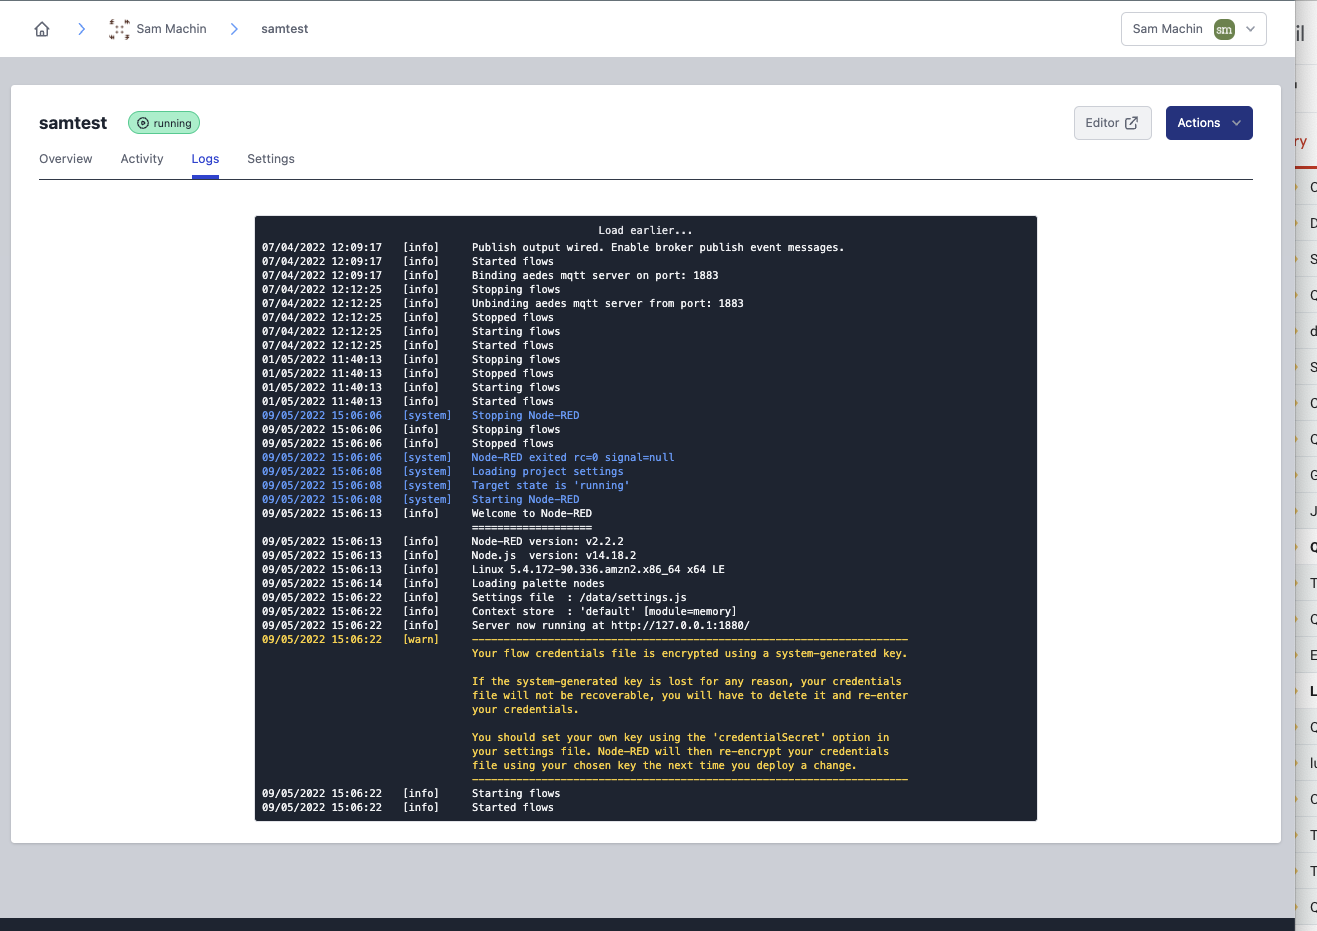 Sam Machin
samtest
Sam Machin sm
samtest
running
Editor
Actions
Overview Activity Logs Settings
Load earlier...
07/04/2022 12:09:17 [info] Publish output wired. Enable broker publish event messages.
07/04/2022 12:09:17 [info] Started flows
07/04/2022 12:09:17 [info] Binding aedes mqtt server on port: 1883
07/04/2022 12:12:25 [info] Stopping flows
07/04/2022 12:12:25 [info] Unbinding aedes mqtt server from port: 1883
07/04/2022 12:12:25 [info] Stopped flows
07/04/2022 12:12:25 [info] Starting flows
07/04/2022 12:12:25 [info] Started flows
01/05/2022 11:40:13 [info] Stopping flows
01/05/2022 11:40:13 [info] Stopped flows
01/05/2022 11:40:13 [info] Starting flows
01/05/2022 11:40:13 [info] Started flows
09/05/2022 15:06:06 [system] Stopping Node-RED
09/05/2022 15:06:06 [info] Stopping flows
09/05/2022 15:06:06 [info] Stopped flows
09/05/2022 15:06:06 [system] Node-RED exited rc=0 signal=null
09/05/2022 15:06:08 [system] Loading project settings
09/05/2022 15:06:08 [system] Target state is 'running'
09/05/2022 15:06:08 [system] Starting Node-RED
09/05/2022 15:06:13 [info] Welcome to Node-RED
===================
09/05/2022 15:06:13 [info] Node-RED version: v2.2.2
09/05/2022 15:06:13 [info] Node.js  version: v14.18.2
09/05/2022 15:06:13 [info] Linux 5.4.172-90.336.amzn2.x86_64 x64 LE
09/05/2022 15:06:14 [info] Loading palette nodes
09/05/2022 15:06:22 [info] Settings file  : /data/settings.js
09/05/2022 15:06:22 [info] Context store  : 'default' [module=memory]
09/05/2022 15:06:22 [info] Server now running at http://127.0.0.1:1880/
09/05/2022 15:06:22 [warn] ---------------------------------------------------------------------
Your flow credentials file is encrypted using a system-generated key.
If the system-generated key is lost for any reason, your credentials
file will not be recoverable, you will have to delete it and re-enter
your credentials.
You should set your own key using the 'credentialSecret' option in
your settings file. Node-RED will then re-encrypt your credentials
file using your chosen key the next time you deploy a change.
---------------------------------------------------------------------
09/05/2022 15:06:22 [info] Starting flows
09/05/2022 15:06:22 [info] Started flows